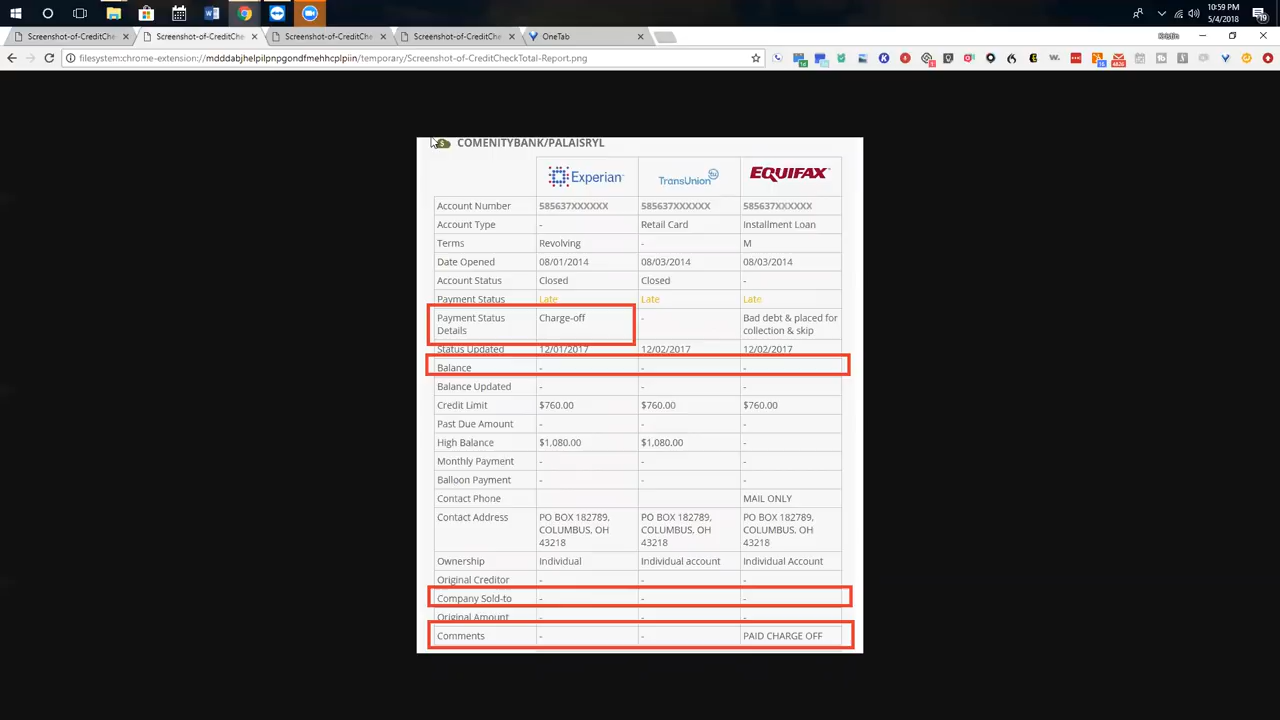 10:59 PM
5/4/2018
19
Screenshot-of-CreditCh
Screenshot-of-CreditCh
Screenshot-of-CreditCh
Screenshot-of-CreditCh
OneTab
Kristin
filesystem:chrome-extension://mdddabjhelpilpnpgondfmehhcplpiin/temporary/Screenshot-of-CreditCheckTotal-Report.png
COMENITYBANK/PALAISRYL
Experian TransUnion EQUIFAX
Account Number 585637XXXXXX 585637XXXXXX 585637XXXXXX
Account Type - Retail Card Installment Loan
Terms Revolving - M
Date Opened 08/01/2014 08/03/2014 08/03/2014
Account Status Closed Closed -
Payment Status Late Late Late
Payment Status Charge-off - Bad debt & placed for
Details collection & skip
Status Updated 12/01/2017 12/02/2017 12/02/2017
Balance - - -
Balance Updated - - -
Credit Limit $760.00 $760.00 $760.00
Past Due Amount - - -
High Balance $1,080.00 $1,080.00 -
Monthly Payment - - -
Balloon Payment - - -
Contact Phone MAIL ONLY
Contact Address PO BOX 182789, PO BOX 182789, PO BOX 182789,
COLUMBUS, OH COLUMBUS, OH COLUMBUS, OH
43218 43218 43218
Ownership Individual Individual account Individual Account
Original Creditor - - -
Company Sold-to - - -
Original Amount - - -
Comments - - PAID CHARGE OFF